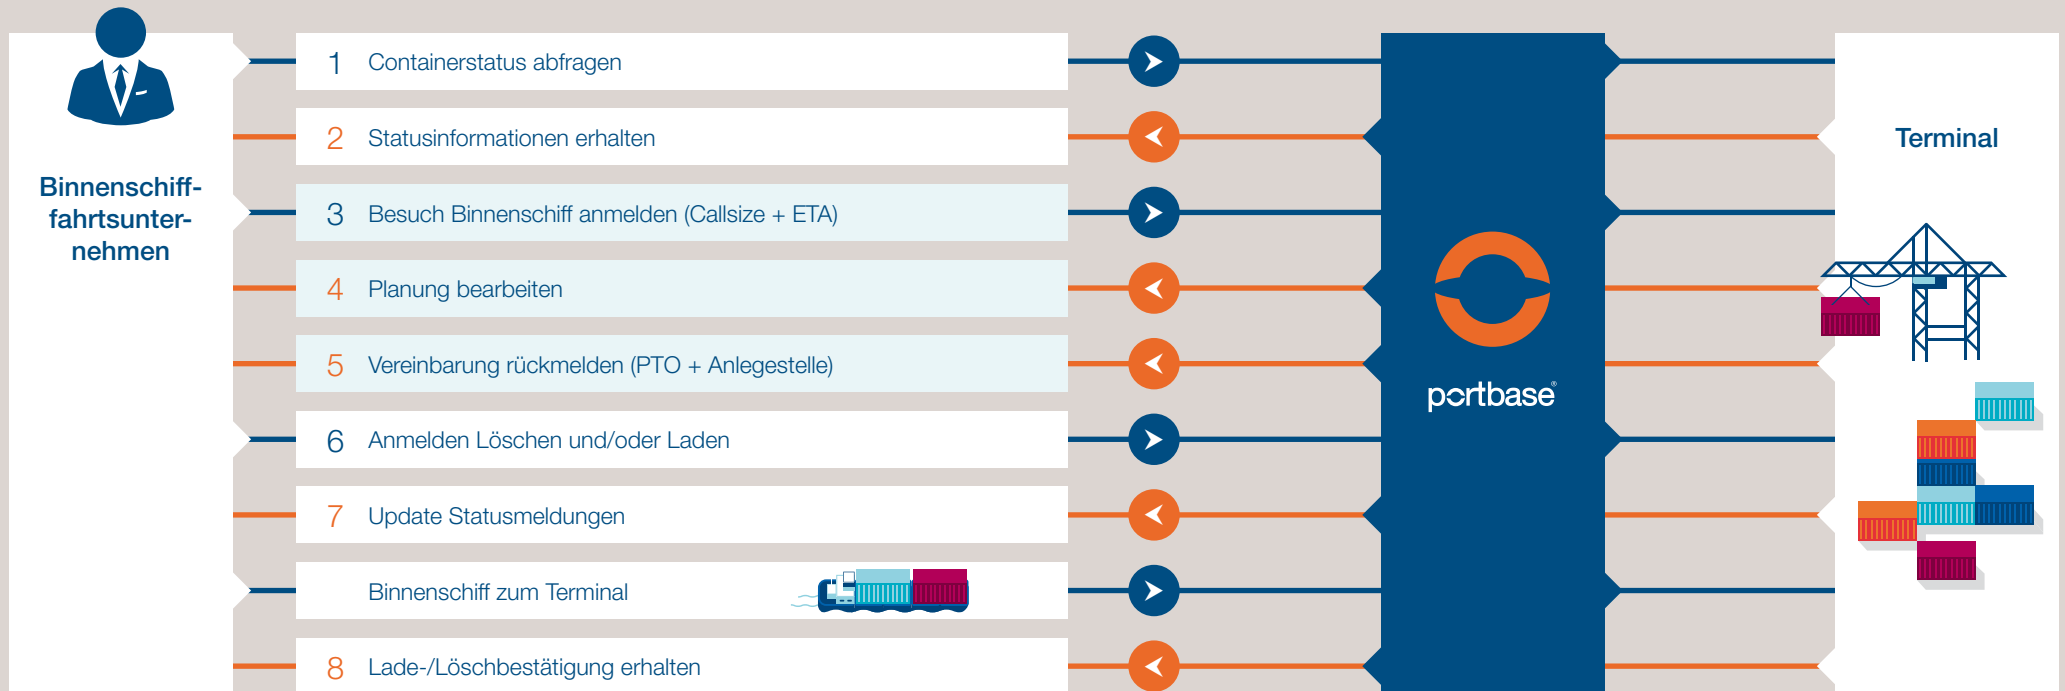 Binnenschiff-
fahrtsunter-
nehmen
1 Containerstatus abfragen
2 Statusinformationen erhalten
3 Besuch Binnenschiff anmelden (Callsize + ETA)
4 Planung bearbeiten
5 Vereinbarung rückmelden (PTO + Anlegestelle)
6 Anmelden Löschen und/oder Laden
7 Update Statusmeldungen
Binnenschiff zum Terminal
8 Lade-/Löschbestätigung erhalten
portbase®
Terminal